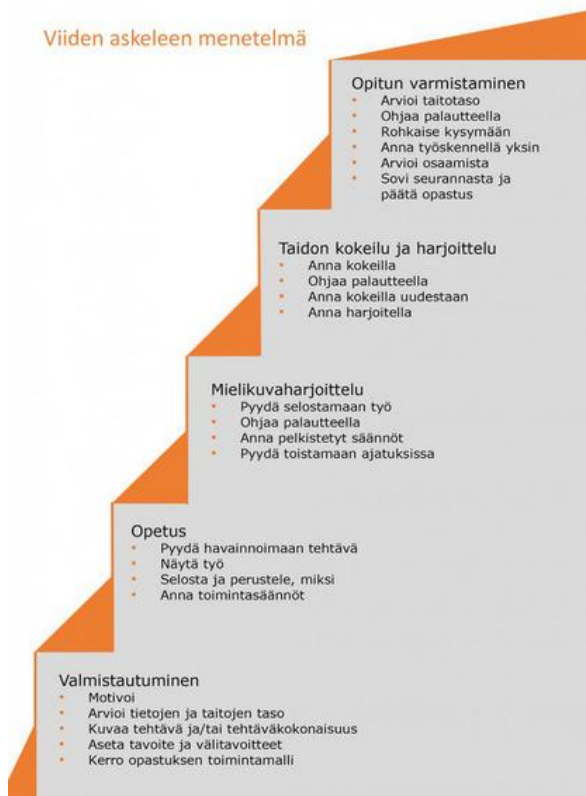 Viiden askeleen menetelmä
Opitun varmistaminen
• Arvioi taitotaso
• Ohjaa palautteella
• Rohkaise kysymään
• Anna työskennellä yksin
• Arvioi osaamista
• Sovi seurannasta ja
päätä opastus
Taidon kokeilu ja harjoittelu
• Anna kokeilla
• Ohjaa palautteella
• Anna kokeilla uudestaan
• Anna harjoitella
Mielikuvaharjoittelu
• Pyydä selostamaan työ
• Ohjaa palautteella
• Anna pelkistetyt säännöt
• Pyydä toistamaan ajatuksissa
Opetus
• Pyydä havainnoimaan tehtävä
• Näytä työ
• Selosta ja perustele, miksi
• Anna toimintasäännöt
Valmistautuminen
• Motivoi
• Arvioi tietojen ja taitojen taso
• Kuvaa tehtävä ja/tai tehtäväkokonaisuus
• Aseta tavoite ja välitavoitteet
• Kerro opastuksen toimintamalli